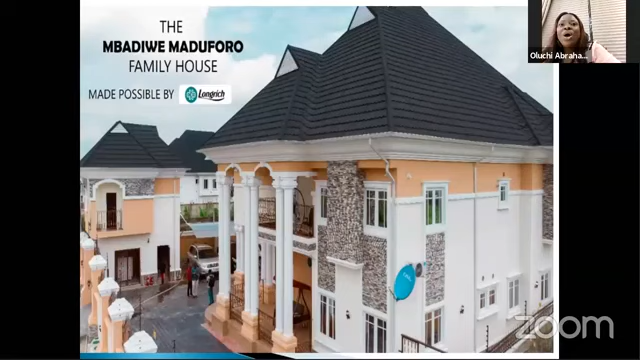 THE
MBADIWE MADUFORO
FAMILY HOUSE
MADE POSSIBLE BY Longrich
Oluchi Abraha...
zoom